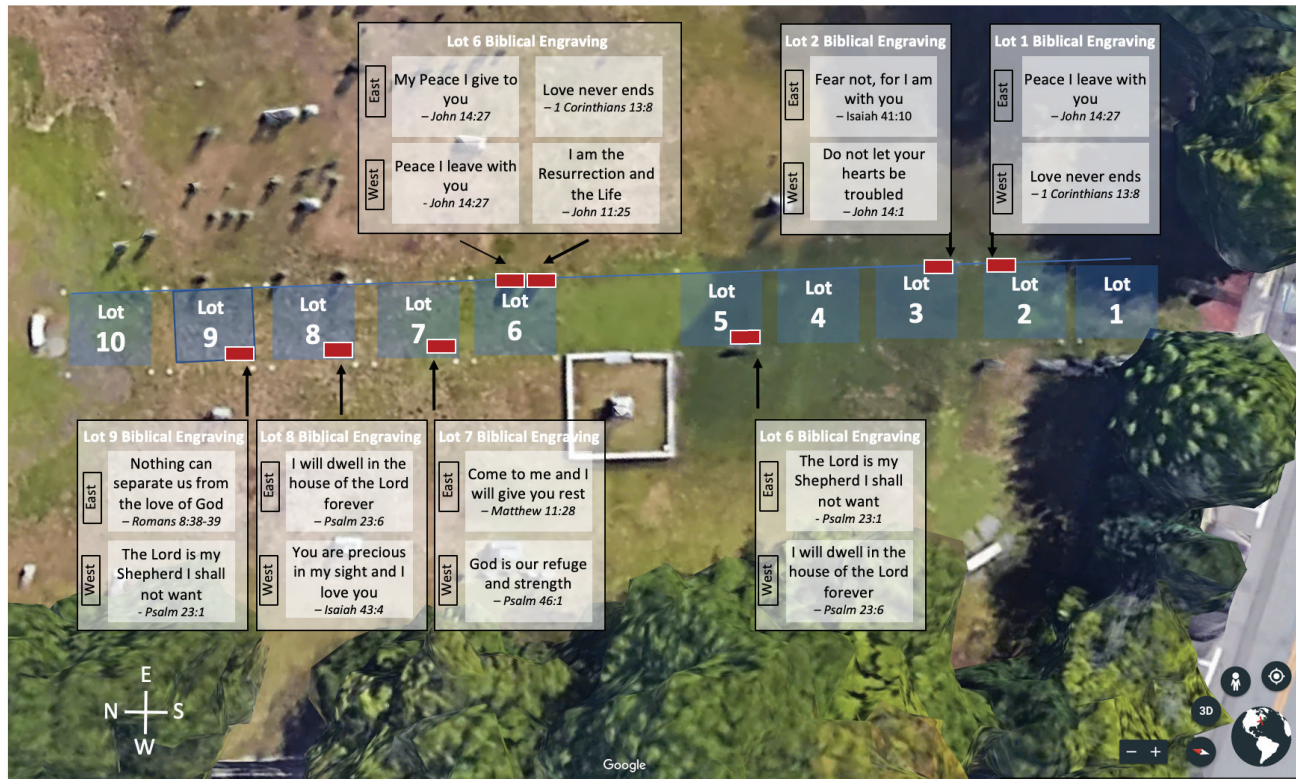 Lot 6 Biblical Engraving
East
My Peace I give to
you
– John 14:27
Love never ends
– 1 Corinthians 13:8
West
Peace I leave with
you
- John 14:27
I am the
Resurrection and
the Life
– John 11:25
Lot 2 Biblical Engraving
East
Fear not, for I am
with you
– Isaiah 41:10
West
Do not let your
hearts be
troubled
– John 14:1
Lot 1 Biblical Engraving
East
Peace I leave with
you
– John 14:27
West
Love never ends
– 1 Corinthians 13:8
Lot
10
Lot
9
Lot
8
Lot
7
Lot
6
Lot
5
Lot
4
Lot
3
Lot
2
Lot
1
Lot 9 Biblical Engraving
East
Nothing can
separate us from
the love of God
– Romans 8:38-39
West
The Lord is my
Shepherd I shall
not want
- Psalm 23:1
Lot 8 Biblical Engraving
East
I will dwell in the
house of the Lord
forever
– Psalm 23:6
West
You are precious
in my sight and I
love you
– Isaiah 43:4
Lot 7 Biblical Engraving
East
Come to me and I
will give you rest
– Matthew 11:28
West
God is our refuge
and strength
– Psalm 46:1
Lot 6 Biblical Engraving
East
The Lord is my
Shepherd I shall
not want
- Psalm 23:1
West
I will dwell in the
house of the Lord
forever
– Psalm 23:6
E
N S
W
3D
− +
Google